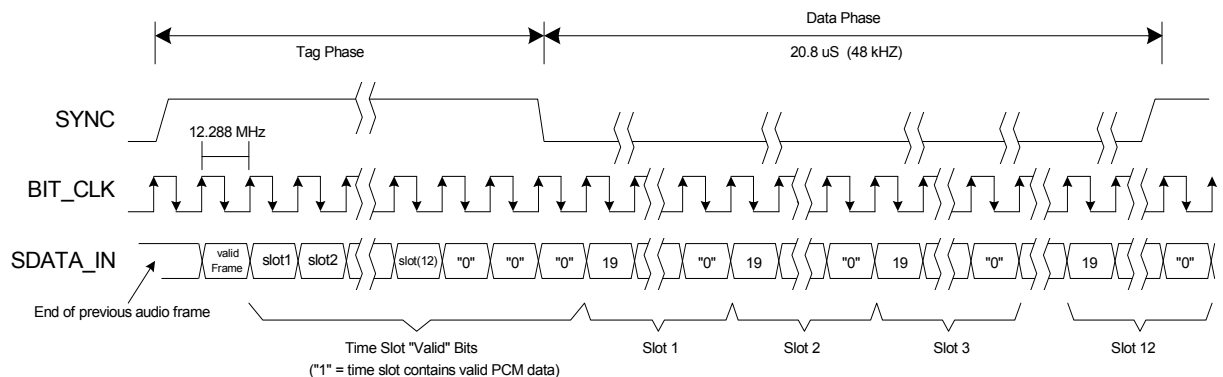 Data Phase
Tag Phase
20.8 uS (48 kHZ)
SYNC
12.288 MHz
BIT_CLK
SDATA_IN
valid Frame
slot1
slot2
slot(12)
"0"
"0"
"0"
19
"0"
19
"0"
19
"0"
19
"0"
End of previous audio frame
Time Slot "Valid" Bits
("1" = time slot contains valid PCM data)
Slot 1
Slot 2
Slot 3
Slot 12